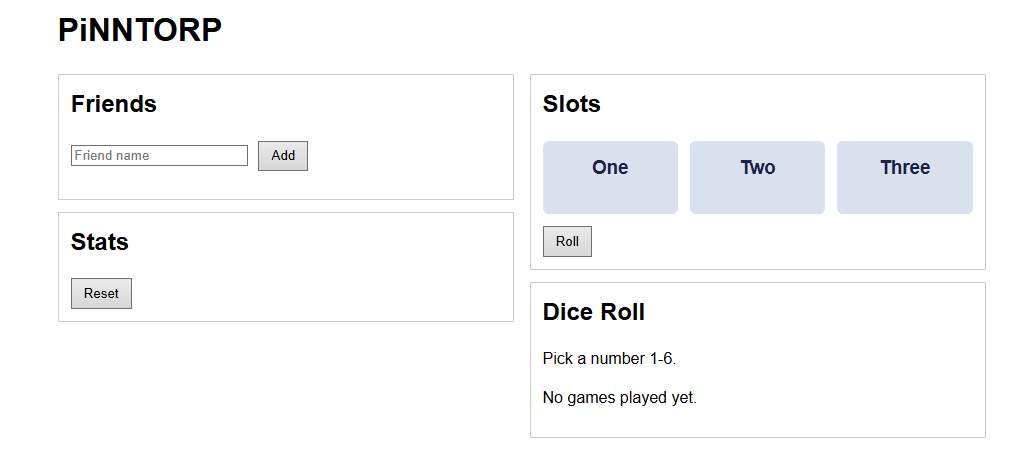 PiNNTORP
Friends
Friend name
Add
Stats
Reset
Slots
One Two Three
Roll
Dice Roll
Pick a number 1-6.
No games played yet.